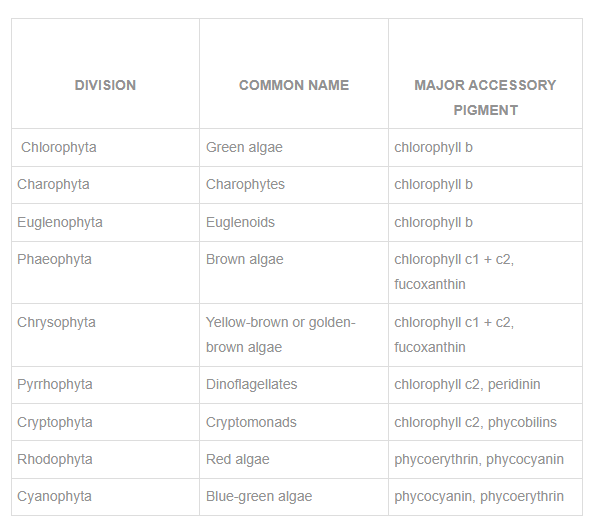 DIVISION COMMON NAME MAJOR ACCESSORY
PIGMENT
Chlorophyta Green algae chlorophyll b
Charophyta Charophytes chlorophyll b
Euglenophyta Euglenoids chlorophyll b
Phaeophyta Brown algae chlorophyll c1 + c2,
fucoxanthin
Chrysophyta Yellow-brown or golden- chlorophyll c1 + c2,
brown algae fucoxanthin
Pyrrhophyta Dinoflagellates chlorophyll c2, peridinin
Cryptophyta Cryptomonads chlorophyll c2, phycobilins
Rhodophyta Red algae phycoerythrin, phycocyanin
Cyanophyta Blue-green algae phycocyanin, phycoerythrin